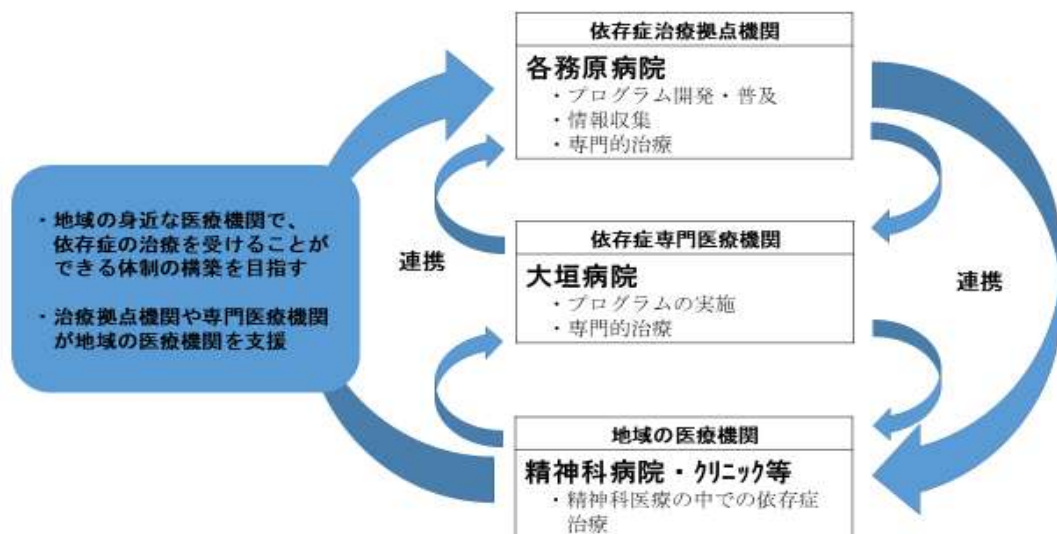 依存症治療拠点機関
各務原病院
・プログラム開発・普及
・情報収集
・専門的治療
・地域の身近な医療機関で、
依存症の治療を受けることが
できる体制の構築を目指す
・治療拠点機関や専門医療機関
が地域の医療機関を支援
連携
依存症専門医療機関
大垣病院
・プログラムの実施
・専門的治療
連携
地域の医療機関
精神科病院・ｸﾘﾆｯｸ等
・精神科医療の中での依存症
治療